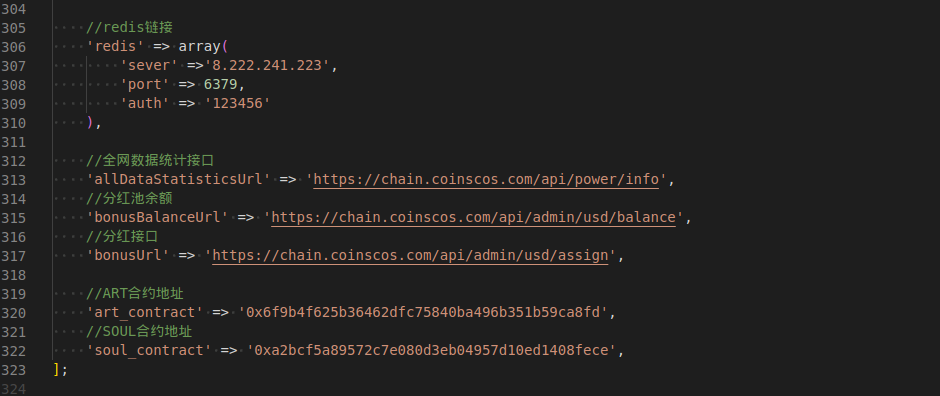 304
305 //redis链接
306 'redis' => array(
307 'sever' =>'8.222.241.223',
308 'port' => 6379,
309 'auth' => '123456'
310 ),
311
312 //全网数据统计接口
313 'allDataStatisticsUrl' => 'https://chain.coinscos.com/api/power/info',
314 //分红池余额
315 'bonusBalanceUrl' => 'https://chain.coinscos.com/api/admin/usd/balance',
316 //分红接口
317 'bonusUrl' => 'https://chain.coinscos.com/api/admin/usd/assign',
318
319 //ART合约地址
320 'art_contract' => '0x6f9b4f625b36462dfc75840ba496b351b59ca8fd',
321 //SOUL合约地址
322 'soul_contract' => '0xa2bcf5a89572c7e080d3eb04957d10ed1408fece',
323 ];
324